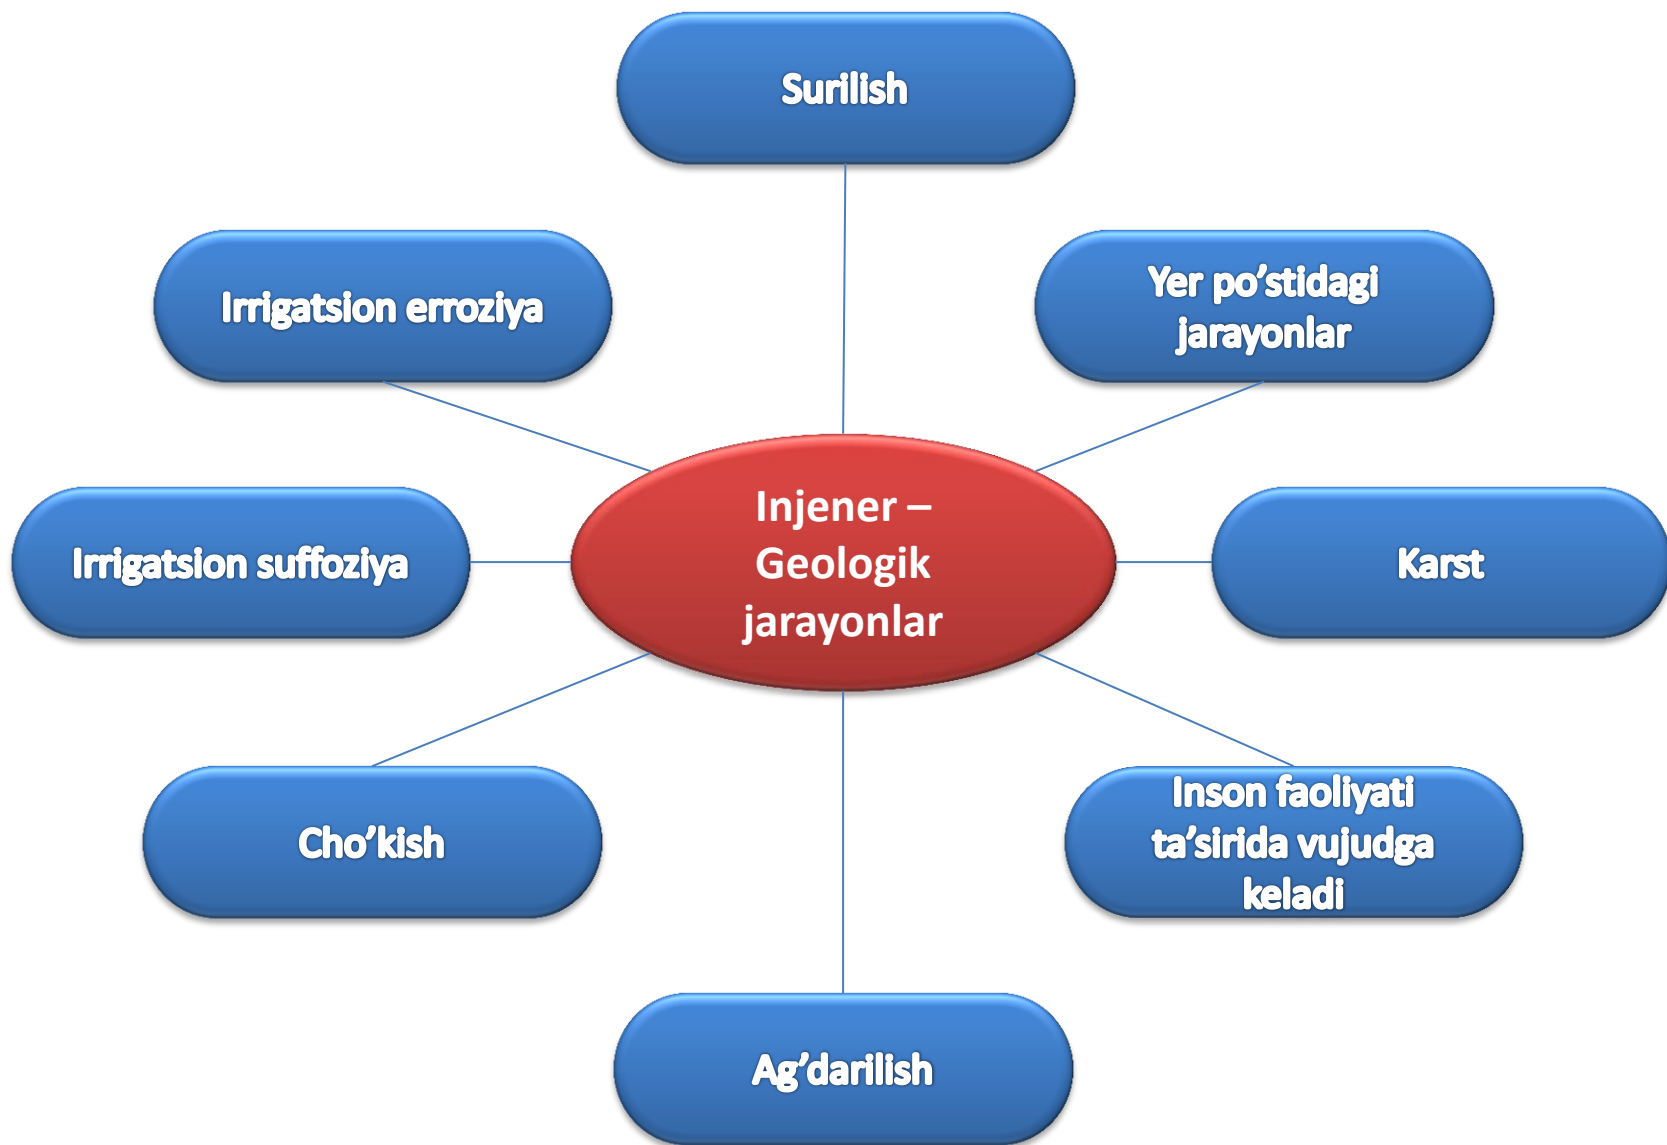 Surilish
Irrigatsion erroziya
Yer po’stidagi
jarayonlar
Injener –
Geologik
jarayonlar
Irrigatsion suffoziya
Karst
Cho’kish
Inson faoliyati
ta’sirida vujudga
keladi
Ag’darilish